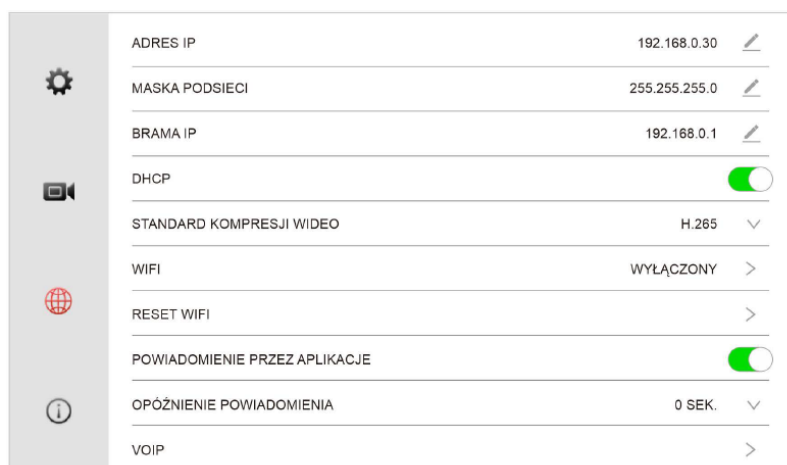 ADRES IP 192.168.0.30
MASKA PODSIECI 255.255.255.0
BRAMA IP 192.168.0.1
DHCP
STANDARD KOMPRESJI WIDEO H.265
WIFI WYŁĄCZONY
RESET WIFI
POWIADOMIENIE PRZEZ APLIKACJE
OPÓŹNIENIE POWIADOMIENIA 0 SEK.
VOIP